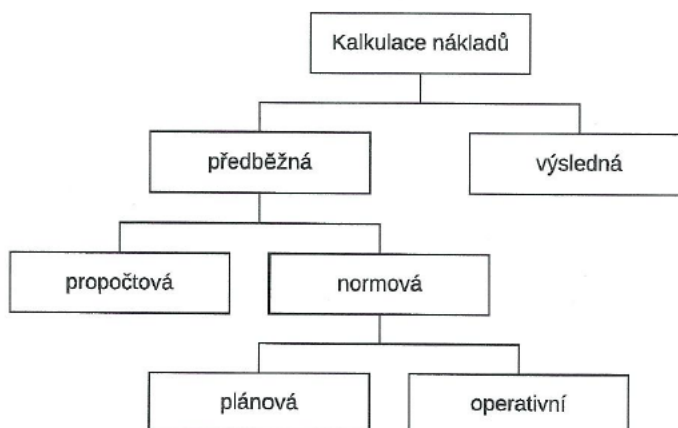 Kalkulace nákladů
předběžná
výsledná
propočtová
normová
plánová
operativní